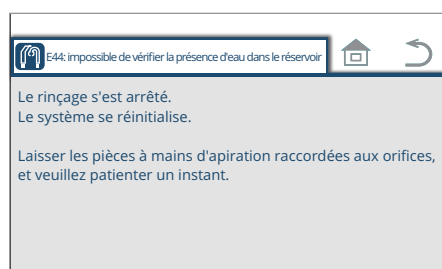 E44: impossible de vérifier la présence d'eau dans le réservoir
Le rinçage s'est arrêté.
Le système se réinitialise.
Laisser les pièces à mains d'apiration raccordées aux orifices,
et veuillez patienter un instant.